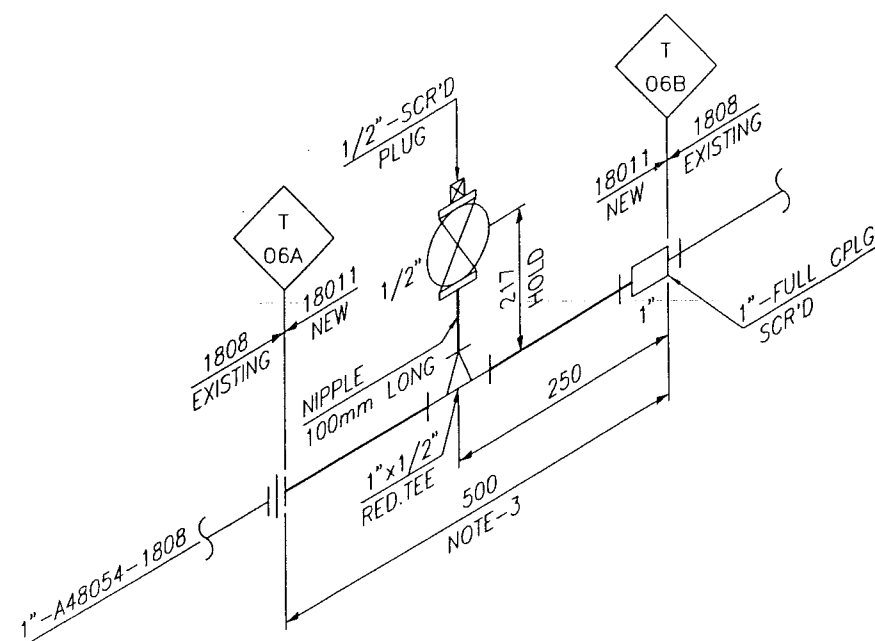 T
06B
1808
EXISTING
18011
NEW
1/2"-SCR'D
PLUG
T
06A
18011
NEW
1808
EXISTING
1/2"
217
HOLD
1"
1"-FULL CPLG
SCR'D
NIPPLE
100mm LONG
250
1"x1/2"
RED.TEE
500
NOTE-3
1"-A48054-1808